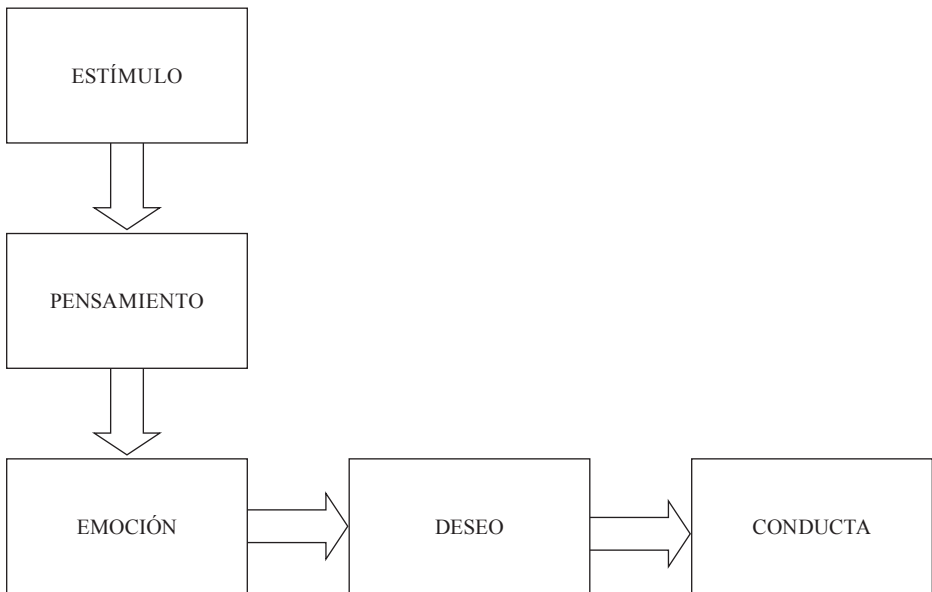 ESTÍMULO
PENSAMIENTO
EMOCIÓN
DESEO
CONDUCTA